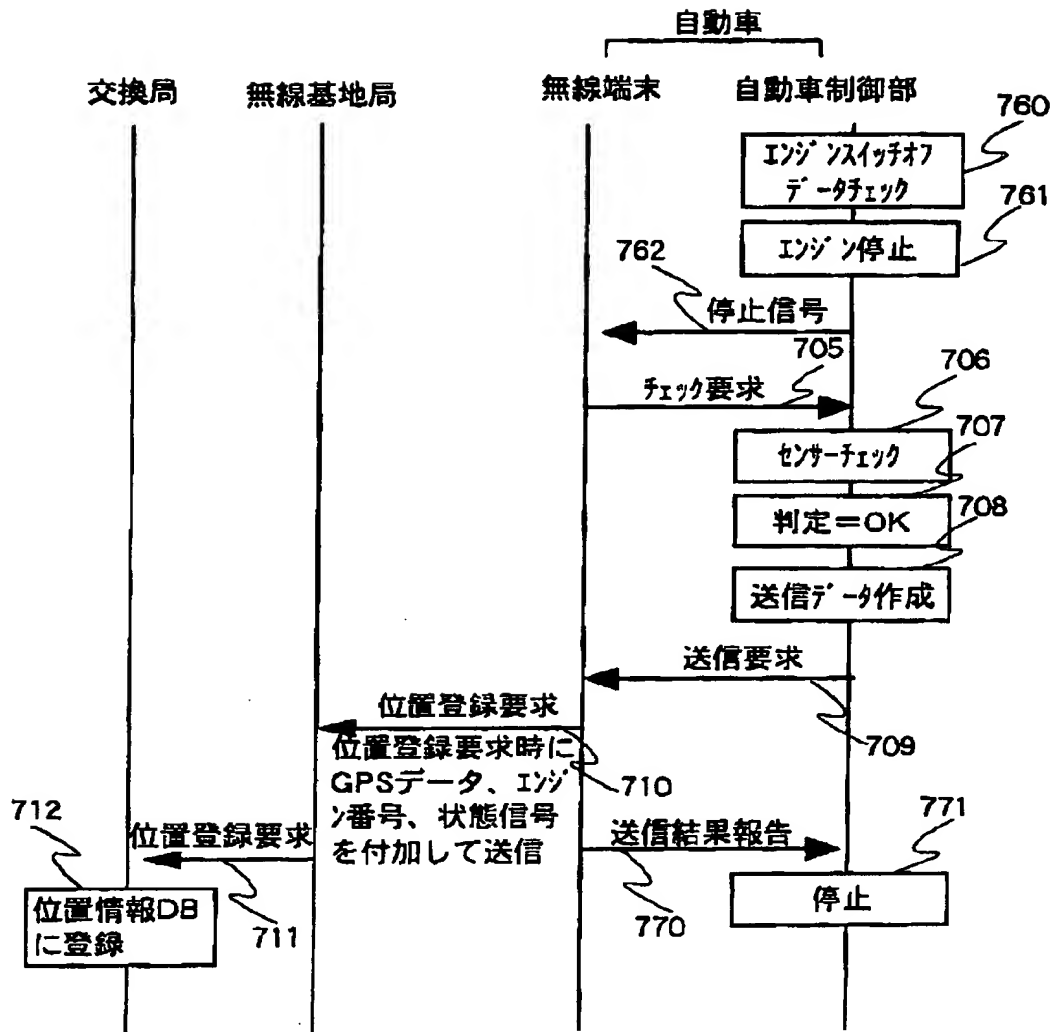 自動車
交換局
無線基地局
無線端末
自動車制御部
760
エンジンスイッチオフ
データチェック
761
エンジン停止
762
停止信号
705
チェック要求
706
センサーチェック
707
判定=OK
708
送信データ作成
送信要求
709
位置登録要求
位置登録要求時に
GPSデータ、エンジ
ン番号、状態信号
を付加して送信
710
712
位置登録要求
711
位置情報DB
に登録
送信結果報告
770
771
停止